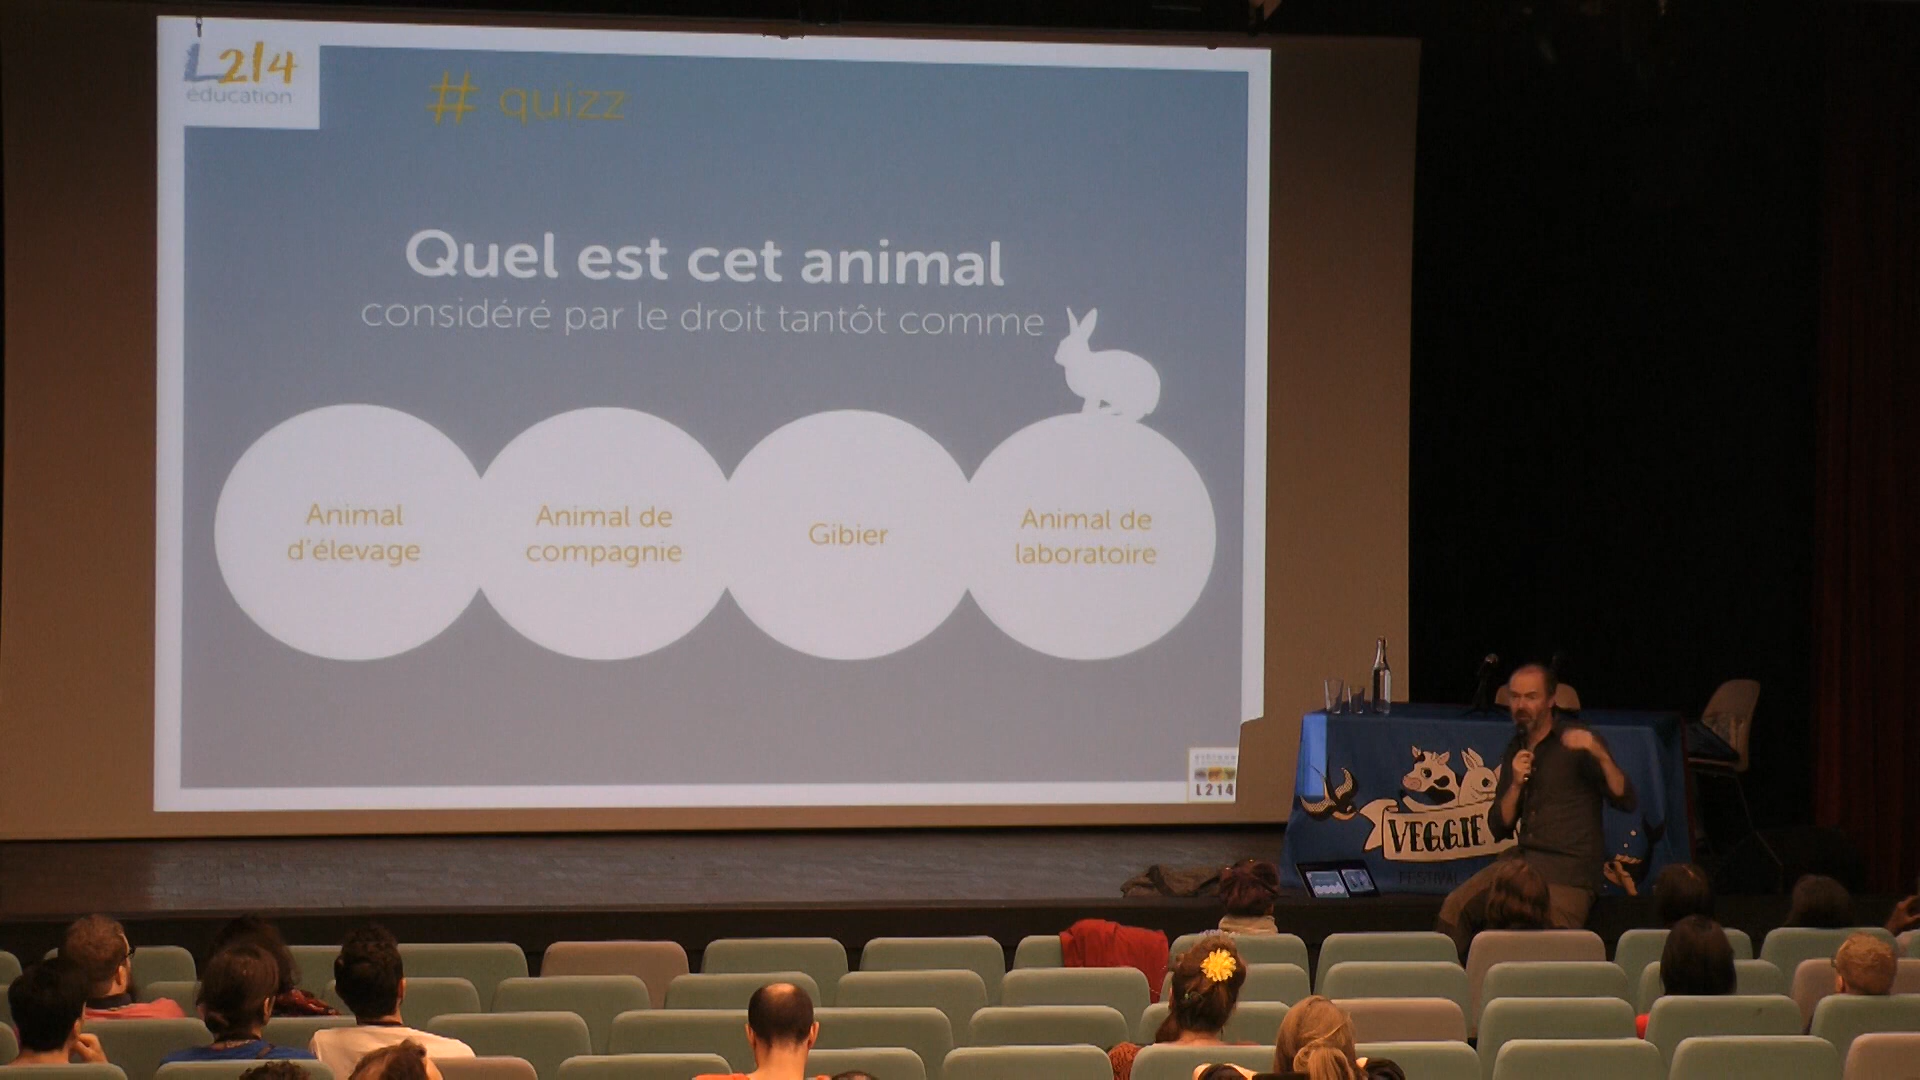 L214
éducation
# quizz
Quel est cet animal
considéré par le droit tantôt comme
Animal
d'élevage
Animal de
compagnie
Gibier
Animal de
laboratoire
L214
VEGGIE
FESTIVAL